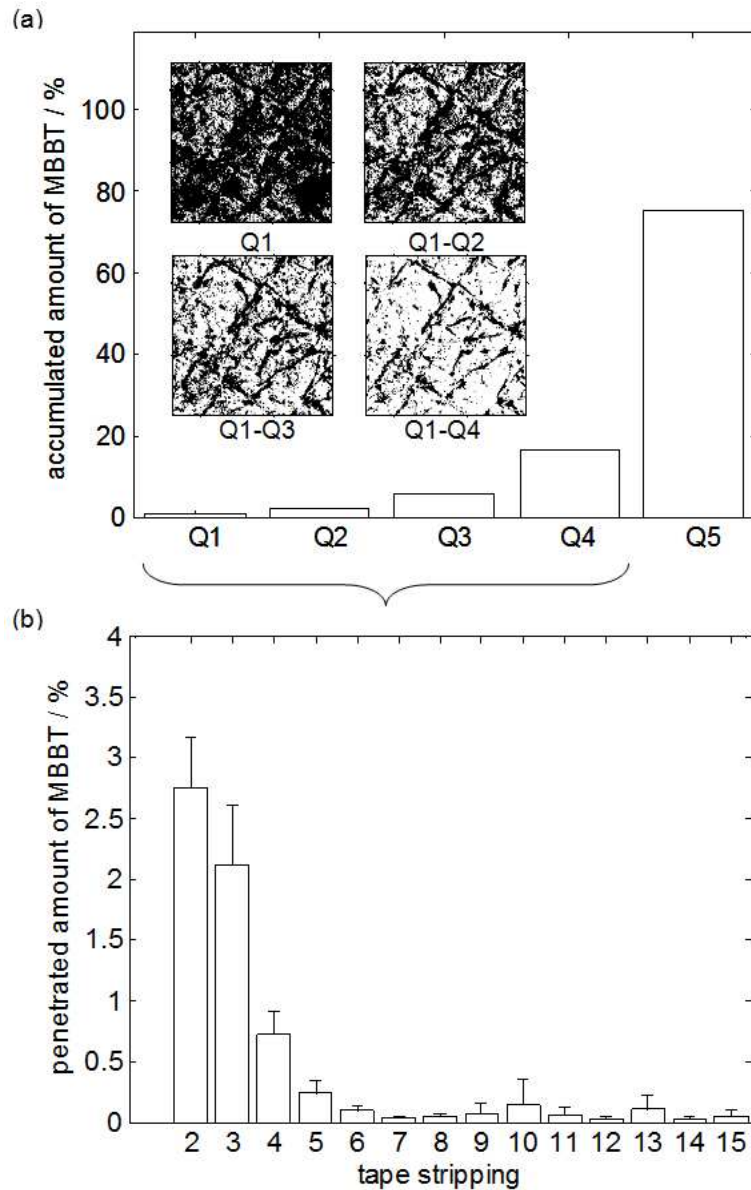 (a)
accumulated amount of MBBT / %
100
80
60
40
20
0
Q1
Q1-Q2
Q1-Q3
Q1-Q4
Q1 Q2 Q3 Q4 Q5
(b)
penetrated amount of MBBT / %
4
3.5
3
2.5
2
1.5
1
0.5
0
2 3 4 5 6 7 8 9 10 11 12 13 14 15
tape stripping